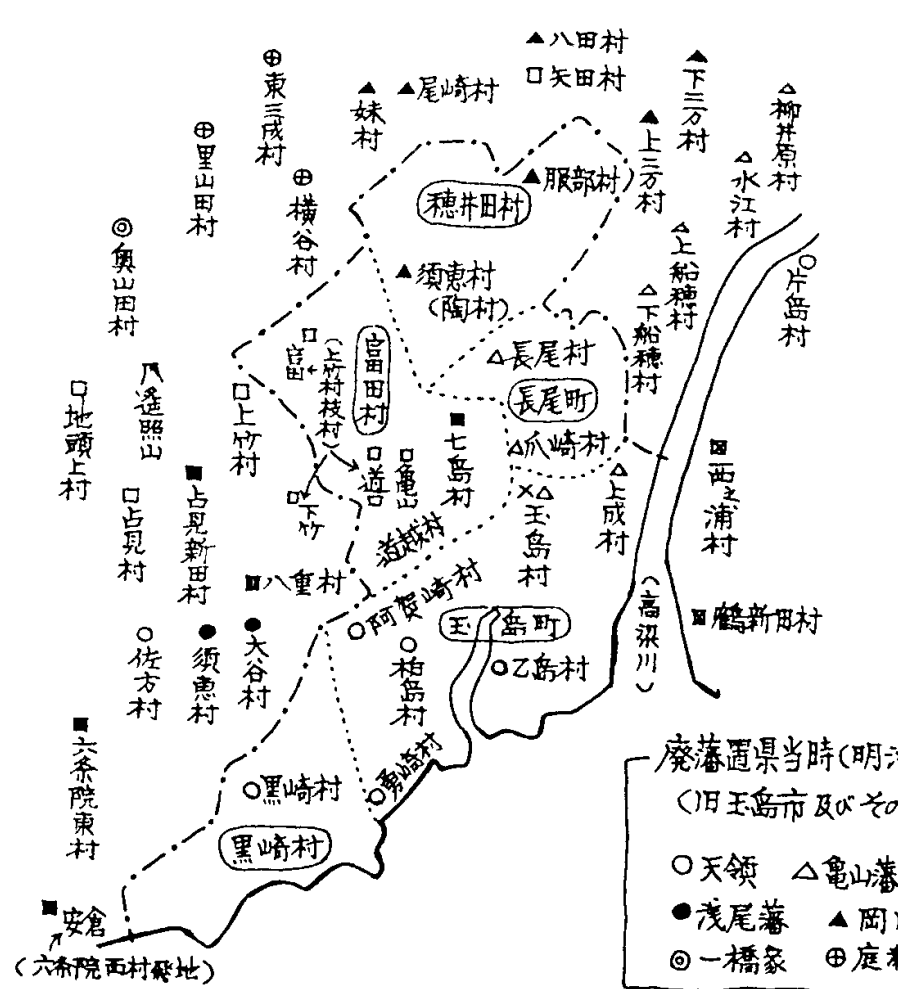 ▲八田村
□矢田村
⊕東三成村
▲妹村
▲尾崎村
▲下二万村
△柳井原村
⊕里山田村
▲上二万村
△水江村
▲服部村
穂井田村
⊕横谷村
◎奥山田村
△上船穂村
○片島村
▲須恵村
(陶村)
△下船穂村
□富田
(上竹村枝村)
富田村
△長尾村
長尾町
遥照山
□地頭上村
□上竹村
■七島村
△爪崎村
□道口
□亀山
×△玉島村
△上成村
西之浦村
■占見新田村
□占見村
□下竹
道越村
■八重村
○阿賀崎村
(高梁川)
鶴新田村
玉島町
○佐方村
●須恵村
●大谷村
○柏島村
○乙島村
■六条院東村
○黒崎村
○勇崎村
黒崎村
■安倉
(六条院西村飛地)
廃藩置県当時(明治
(旧玉島市及びその
○天領 △亀山藩
●浅尾藩 ▲岡
◎一橋家 ⊕庭